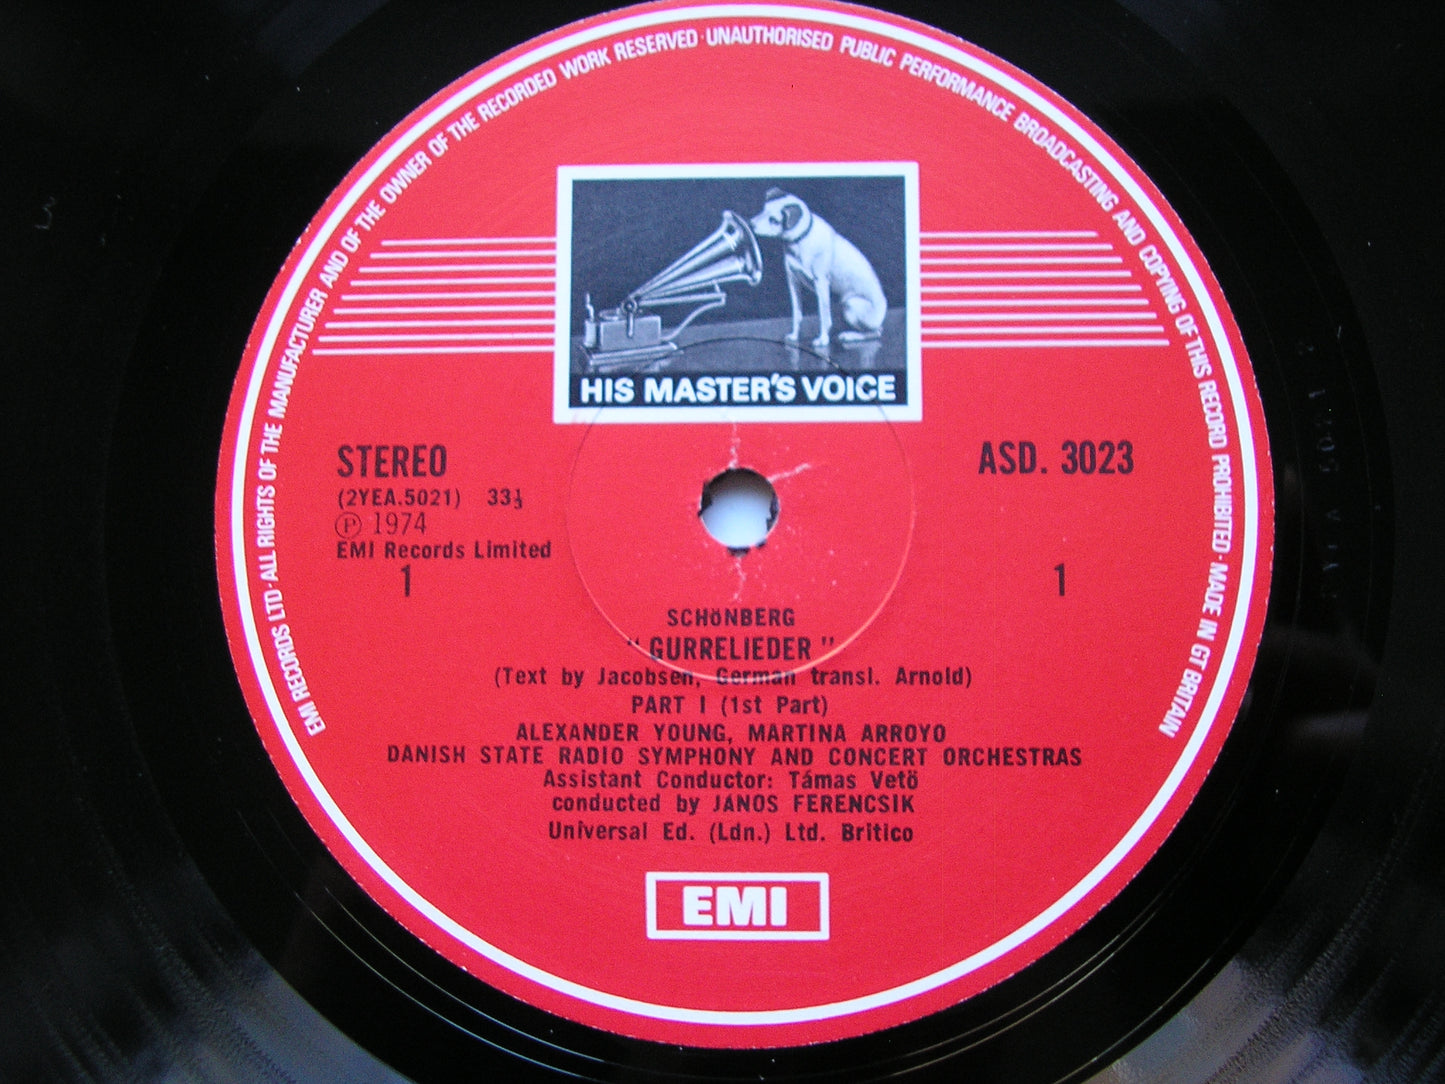 EMI RECORDS LTD · ALL RIGHTS OF THE MANUFACTURER AND OF THE OWNER OF THE RECORDED WORK RESERVED · UNAUTHORISED PUBLIC PERFORMANCE BROADCASTING AND COPYING OF THIS RECORD PROHIBITED · MADE IN GT BRITAIN
HIS MASTER'S VOICE
STEREO
ASD. 3023
(2YEA.5021) 33⅓
Ⓟ 1974
EMI Records Limited
1
1
SCHöNBERG
"GURRELIEDER"
(Text by Jacobsen, German transl. Arnold)
PART I (1st Part)
ALEXANDER YOUNG, MARTINA ARROYO
DANISH STATE RADIO SYMPHONY AND CONCERT ORCHESTRAS
Assistant Conductor: Támas Vetö
conducted by JÁNOS FERENCSIK
Universal Ed. (Ldn.) Ltd. Britico
EMI